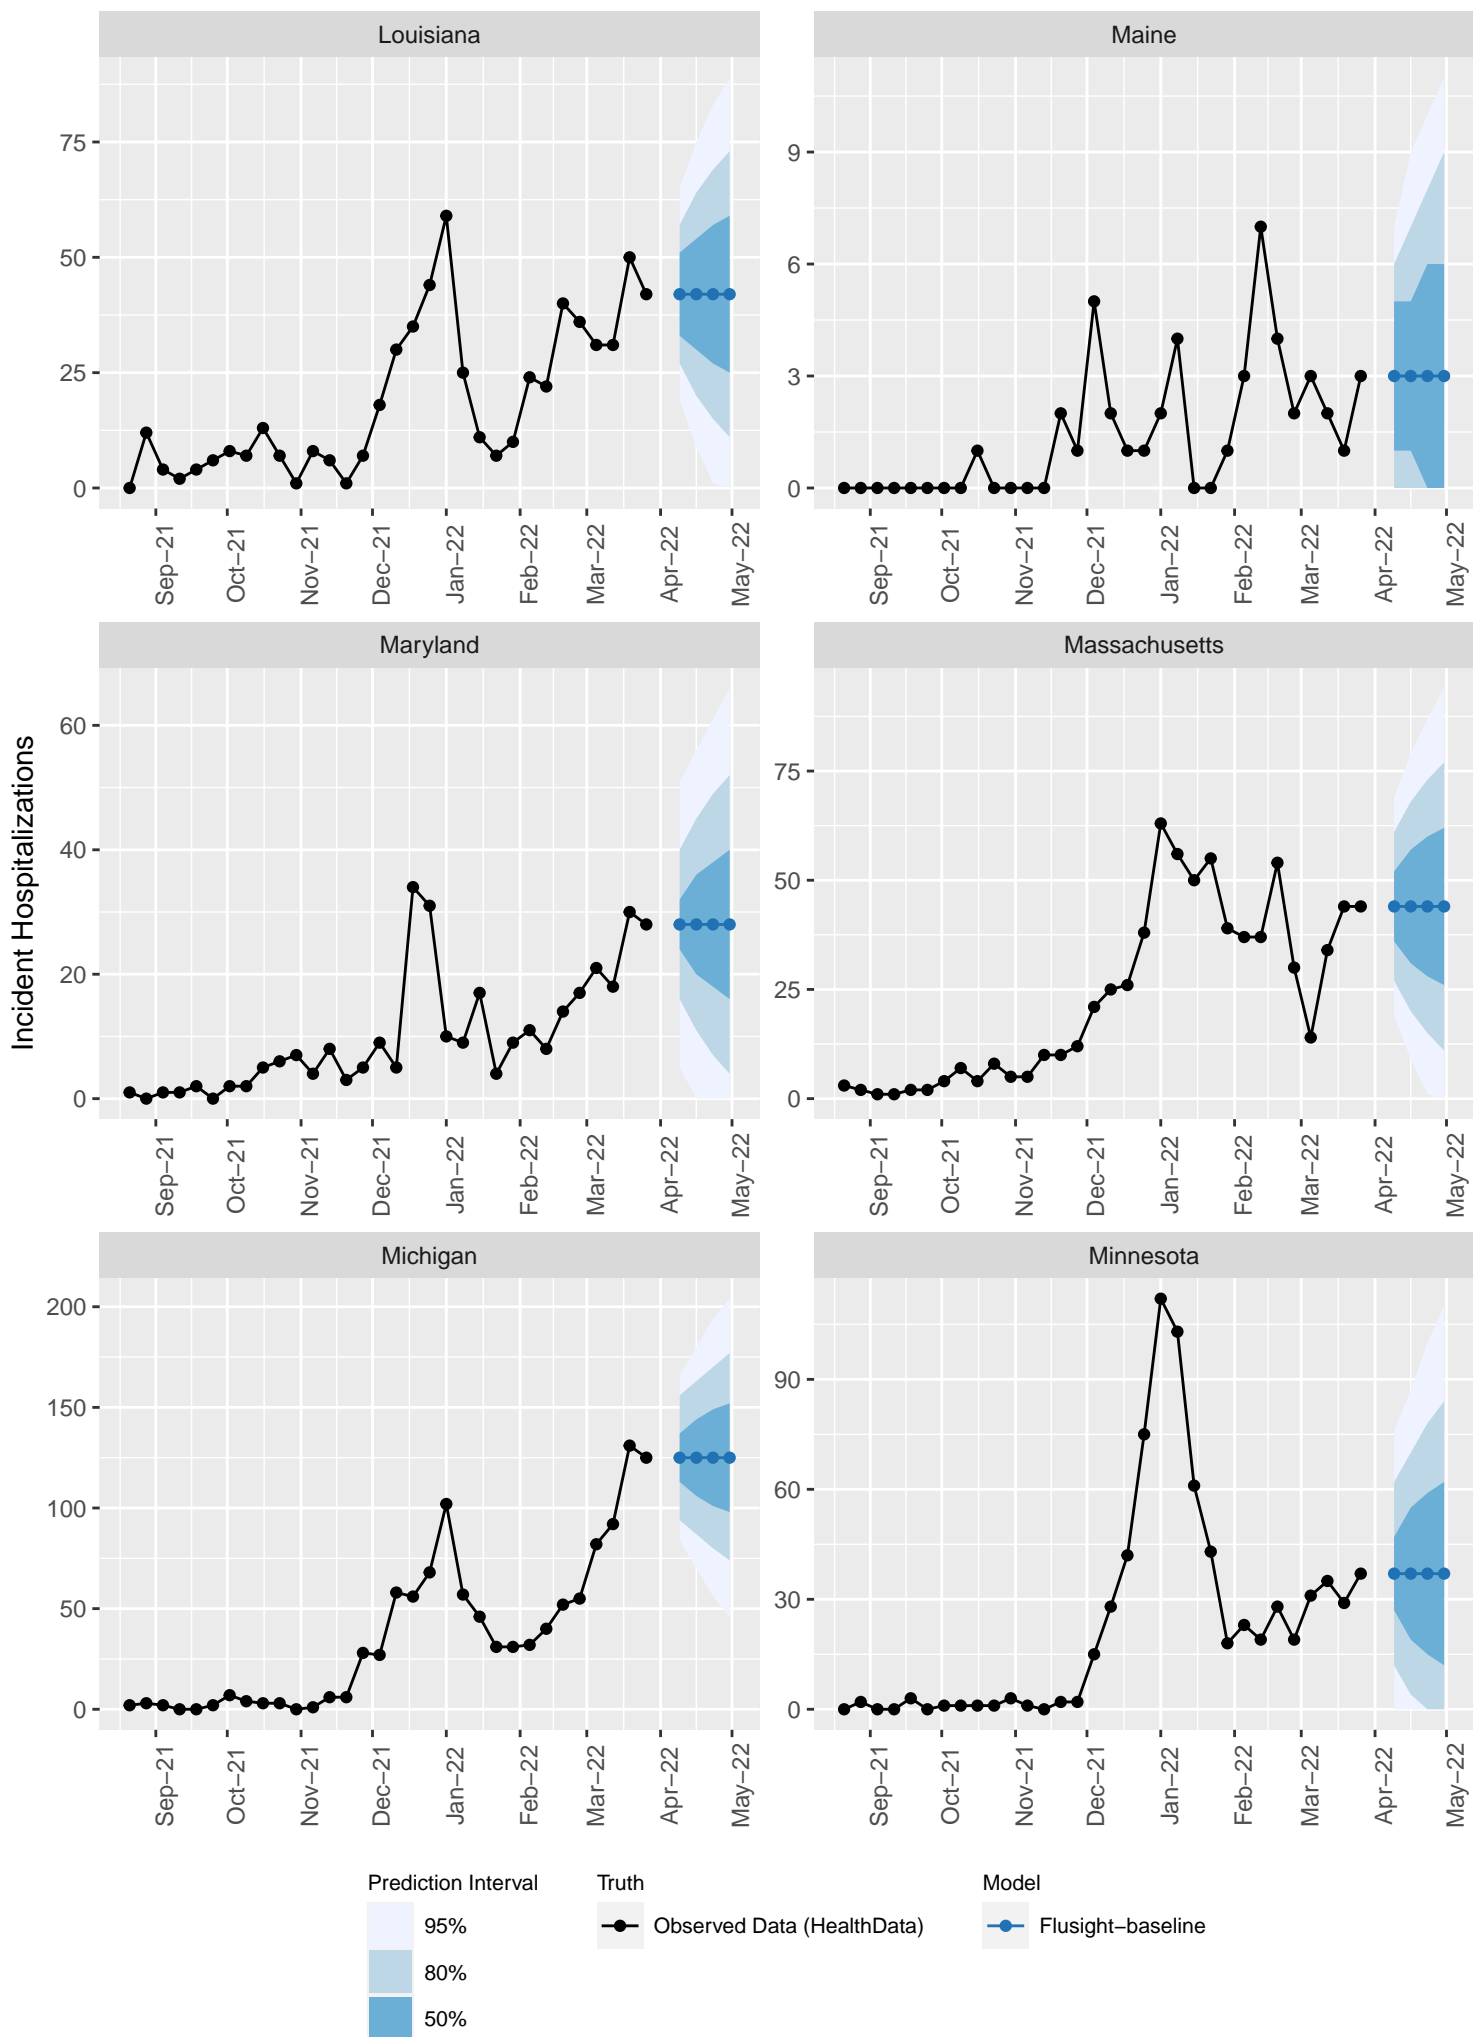 Louisiana
Maine
75
50
25
0
9
6
3
0
Sep−21
Oct−21
Nov−21
Dec−21
Jan−22
Feb−22
Mar−22
Apr−22
May−22
Sep−21
Oct−21
Nov−21
Dec−21
Jan−22
Feb−22
Mar−22
Apr−22
May−22
Incident Hospitalizations
Maryland
Massachusetts
60
40
20
0
75
50
25
0
Sep−21
Oct−21
Nov−21
Dec−21
Jan−22
Feb−22
Mar−22
Apr−22
May−22
Sep−21
Oct−21
Nov−21
Dec−21
Jan−22
Feb−22
Mar−22
Apr−22
May−22
Michigan
Minnesota
200
150
100
50
0
90
60
30
0
Sep−21
Oct−21
Nov−21
Dec−21
Jan−22
Feb−22
Mar−22
Apr−22
May−22
Sep−21
Oct−21
Nov−21
Dec−21
Jan−22
Feb−22
Mar−22
Apr−22
May−22
Prediction Interval
95%
80%
50%
Truth
Observed Data (HealthData)
Model
Flusight−baseline